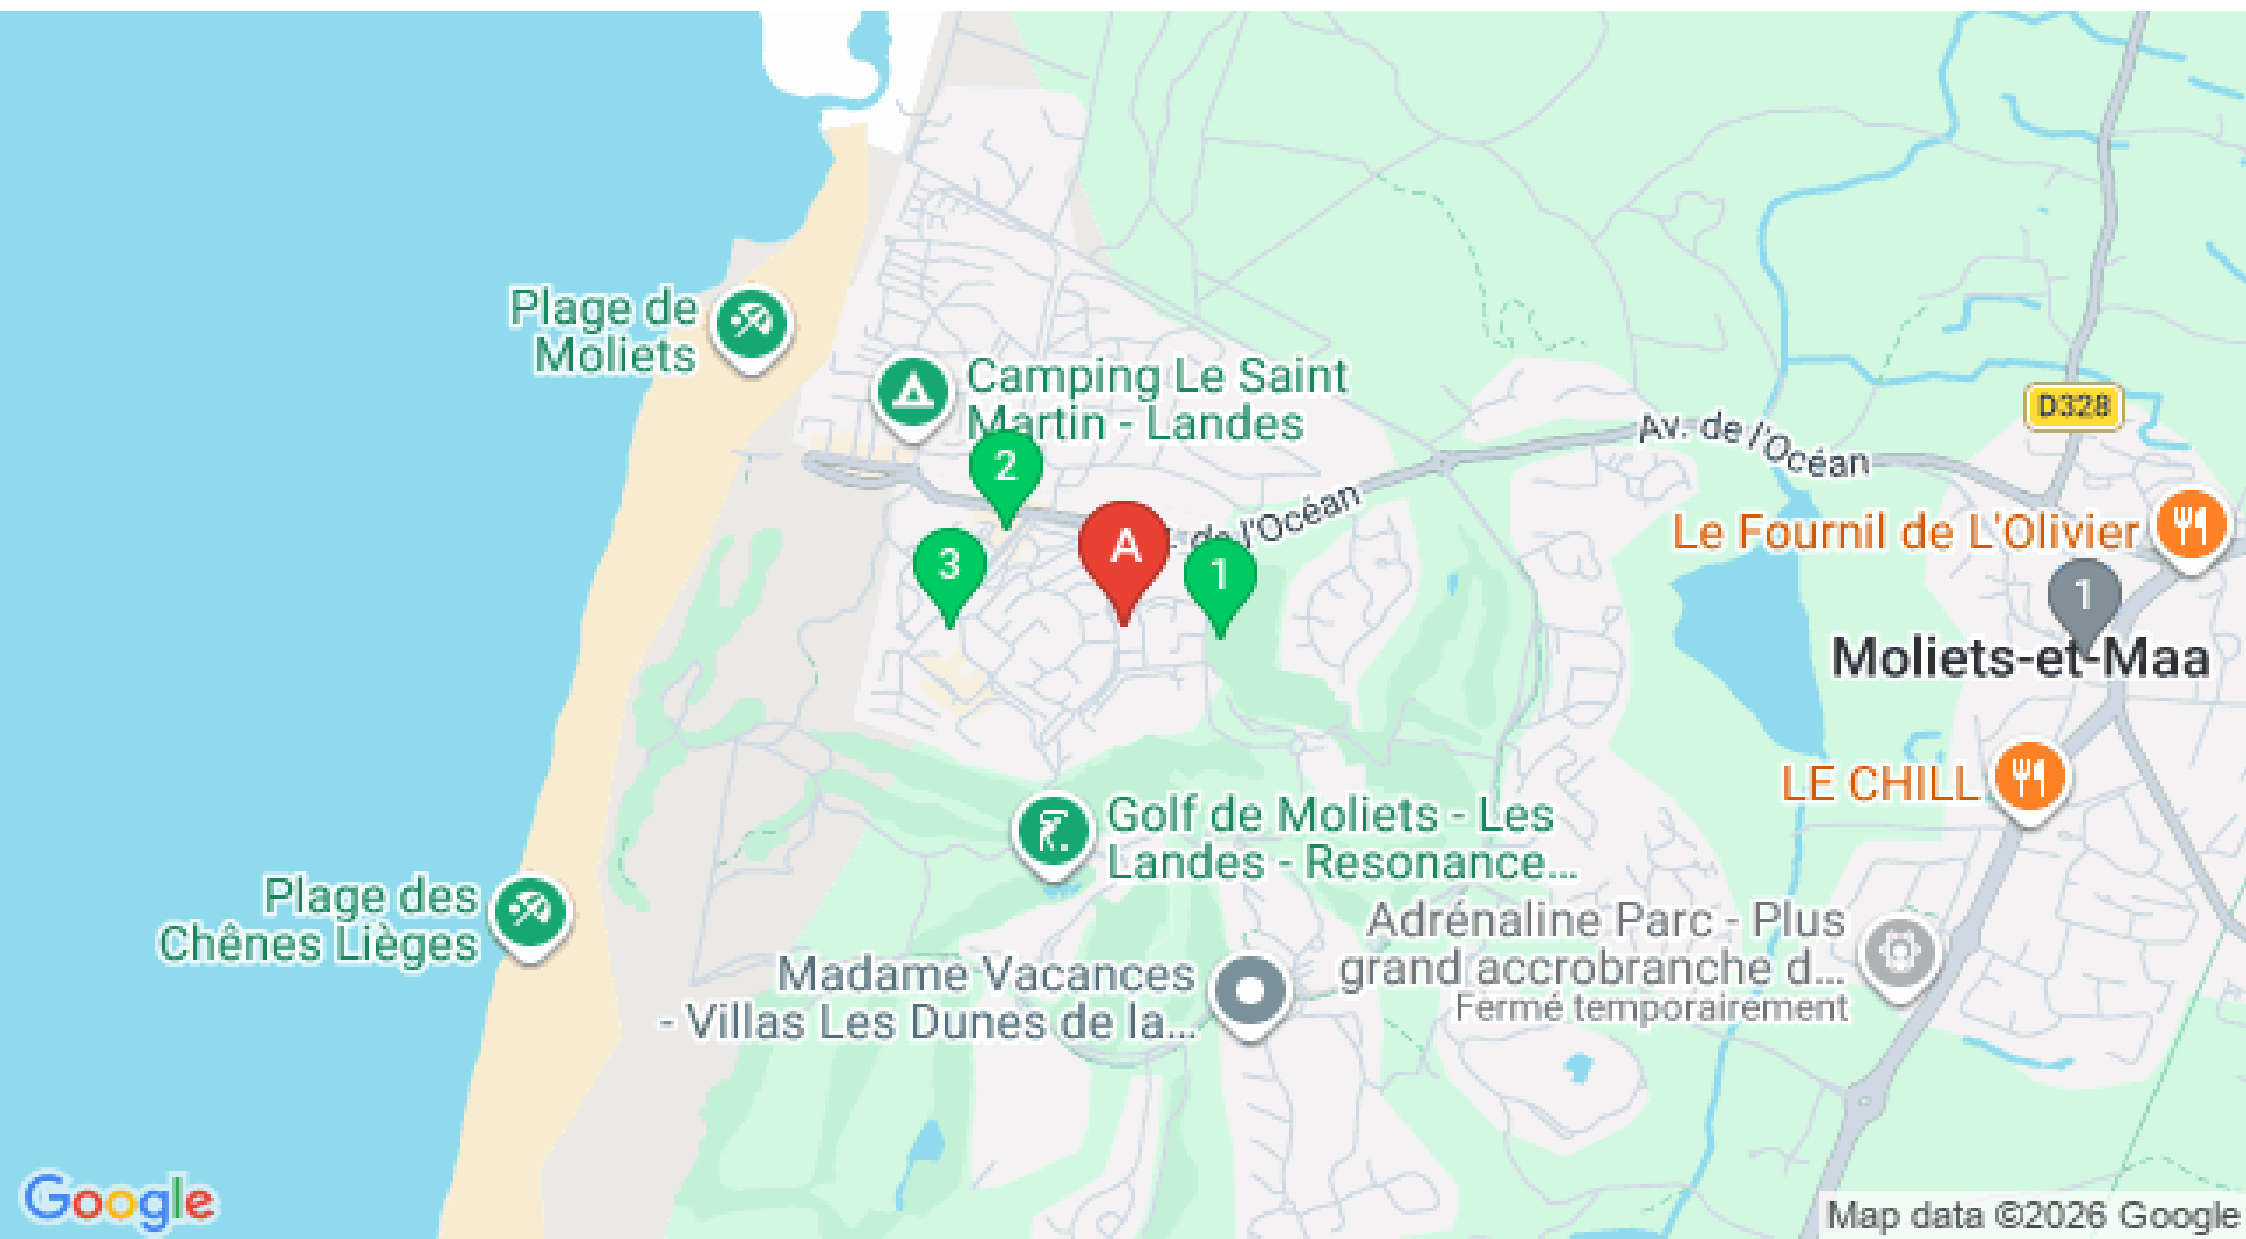 Plage de
Moliets
Camping Le Saint
Martin - Landes
2
3
A
1
de l'Océan
Av. de l'Océan
D328
Le Fournil de L'Olivier
1
Moliets-et-Maa
LE CHILL
Golf de Moliets - Les
Landes - Resonance...
Plage des
Chênes Lièges
Adrénaline Parc - Plus
grand accrobranche d...
Fermé temporairement
Madame Vacances
- Villas Les Dunes de la...
Google
Map data ©2026 Google